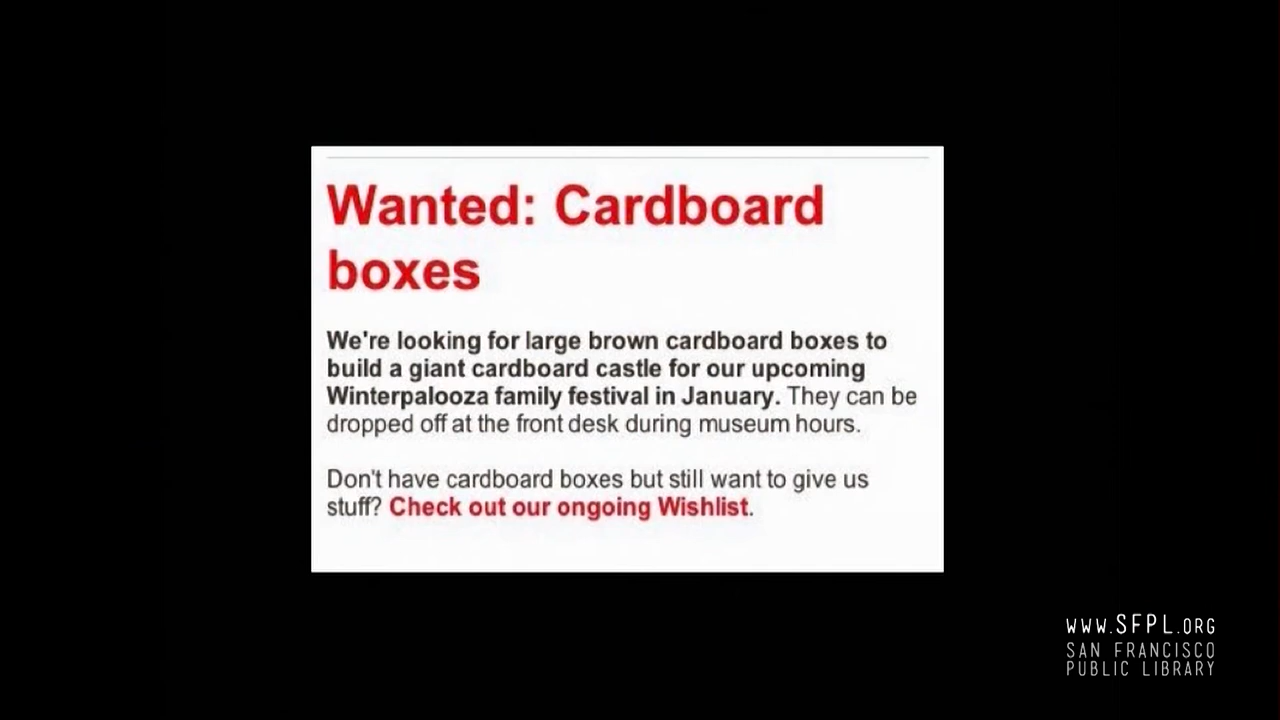 Wanted: Cardboard
boxes
We're looking for large brown cardboard boxes to
build a giant cardboard castle for our upcoming
Winterpalooza family festival in January. They can be
dropped off at the front desk during museum hours.
Don't have cardboard boxes but still want to give us
stuff? Check out our ongoing Wishlist.
WWW.SFPL.ORG
SAN FRANCISCO
PUBLIC LIBRARY